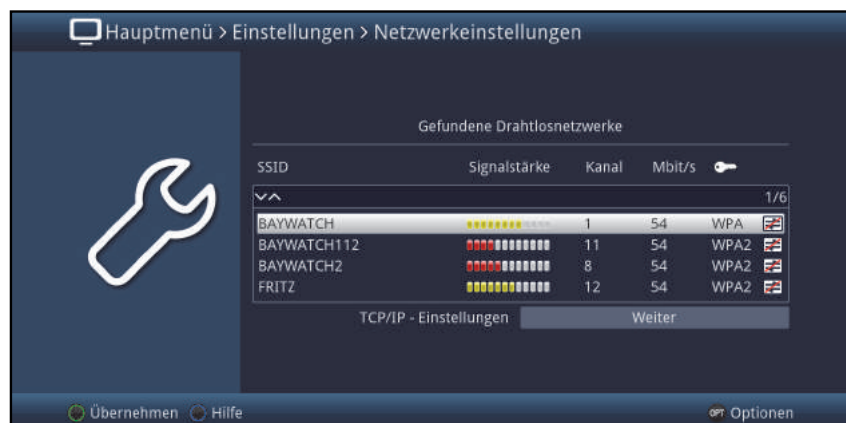 Hauptmenü > Einstellungen > Netzwerkeinstellungen
Gefundene Drahtlosnetzwerke
SSID Signalstärke Kanal Mbit/s
1/6
BAYWATCH 1 54 WPA
BAYWATCH112 11 54 WPA2
BAYWATCH2 8 54 WPA2
FRITZ 12 54 WPA2
TCP/IP - Einstellungen Weiter
Übernehmen Hilfe OPT Optionen